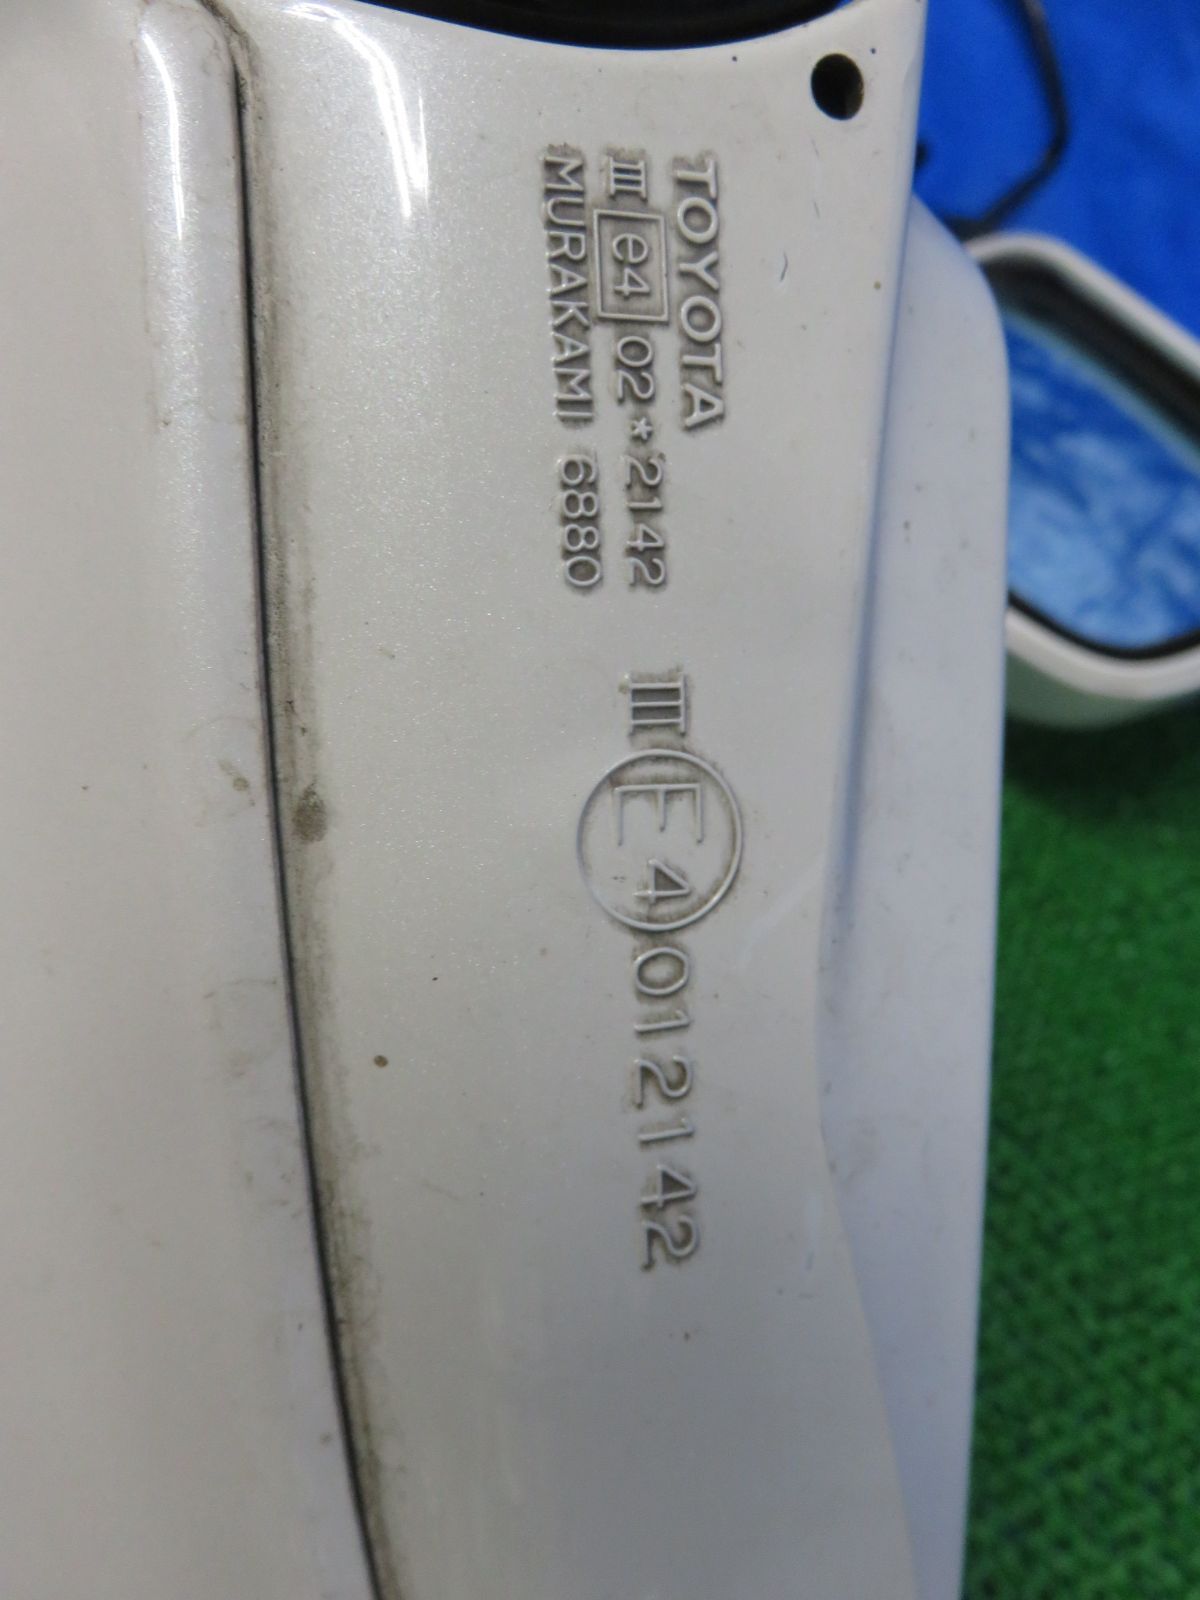 TOYOTA
III e4 02*2142
MURAKAMI 6880
III E4 012142